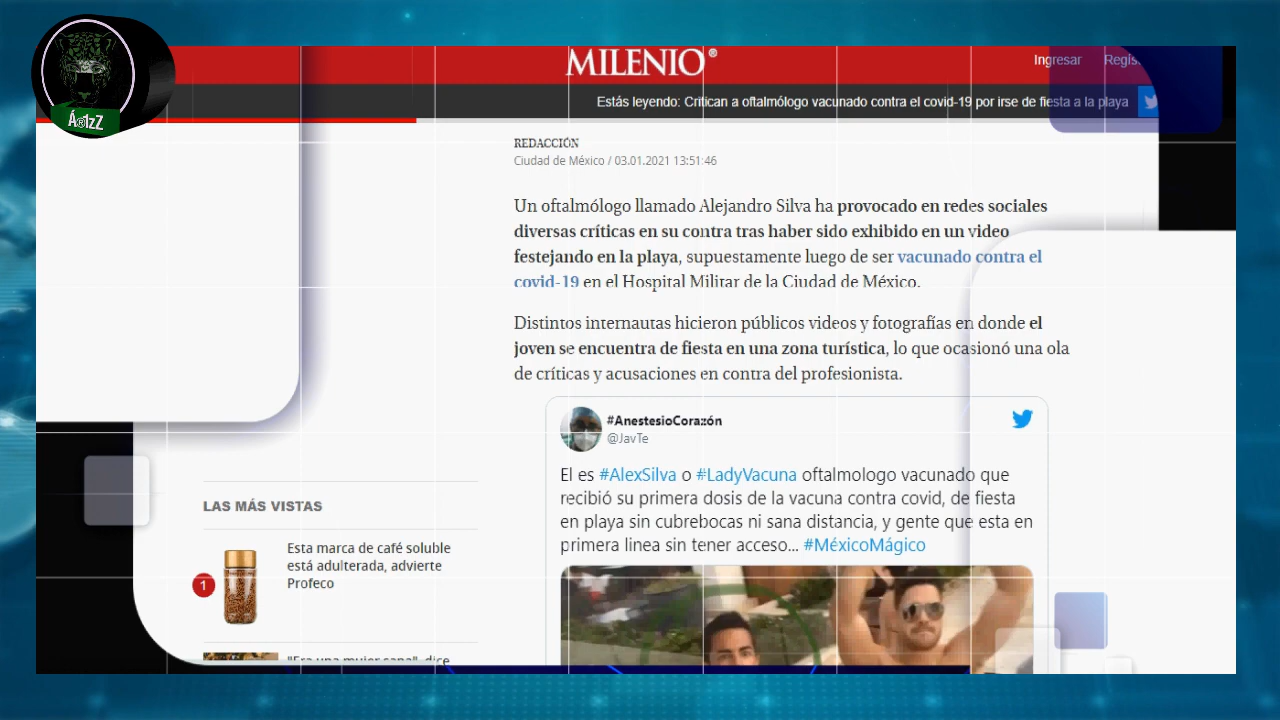 Á®1zZ
MILENIO®
Ingresar Regis
Estás leyendo: Critican a oftalmólogo vacunado contra el covid-19 por irse de fiesta a la playa
REDACCIÓN
Ciudad de México / 03.01.2021 13:51:46
Un oftalmólogo llamado Alejandro Silva ha provocado en redes sociales
diversas críticas en su contra tras haber sido exhibido en un video
festejando en la playa, supuestamente luego de ser vacunado contra el
covid-19 en el Hospital Militar de la Ciudad de México.
Distintos internautas hicieron públicos videos y fotografías en donde el
joven se encuentra de fiesta en una zona turística, lo que ocasionó una ola
de críticas y acusaciones en contra del profesionista.
#AnestesioCorazón
@JavTe
El es #AlexSilva o #LadyVacuna oftalmologo vacunado que
recibió su primera dosis de la vacuna contra covid, de fiesta
en playa sin cubrebocas ni sana distancia, y gente que esta en
primera linea sin tener acceso... #MéxicoMágico
LAS MÁS VISTAS
1
Esta marca de café soluble
está adulterada, advierte
Profeco
"Era una mujer sana", dice